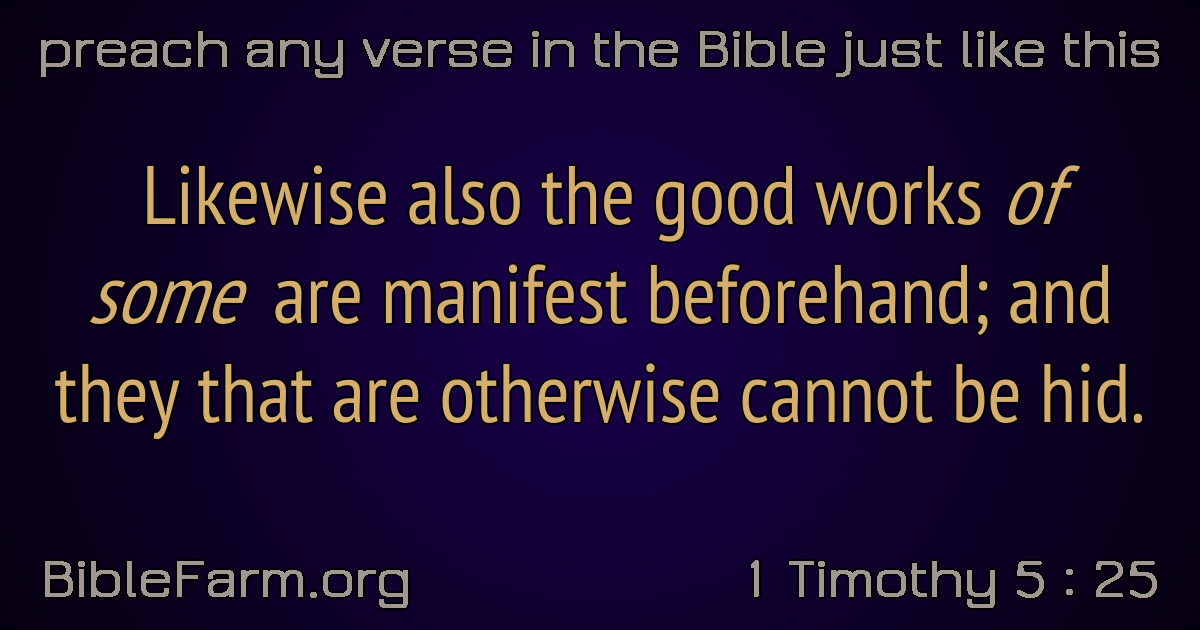 preach any verse in the Bible just like this
Likewise also the good works of
some are manifest beforehand; and
they that are otherwise cannot be hid.
BibleFarm.org
1 Timothy 5 : 25